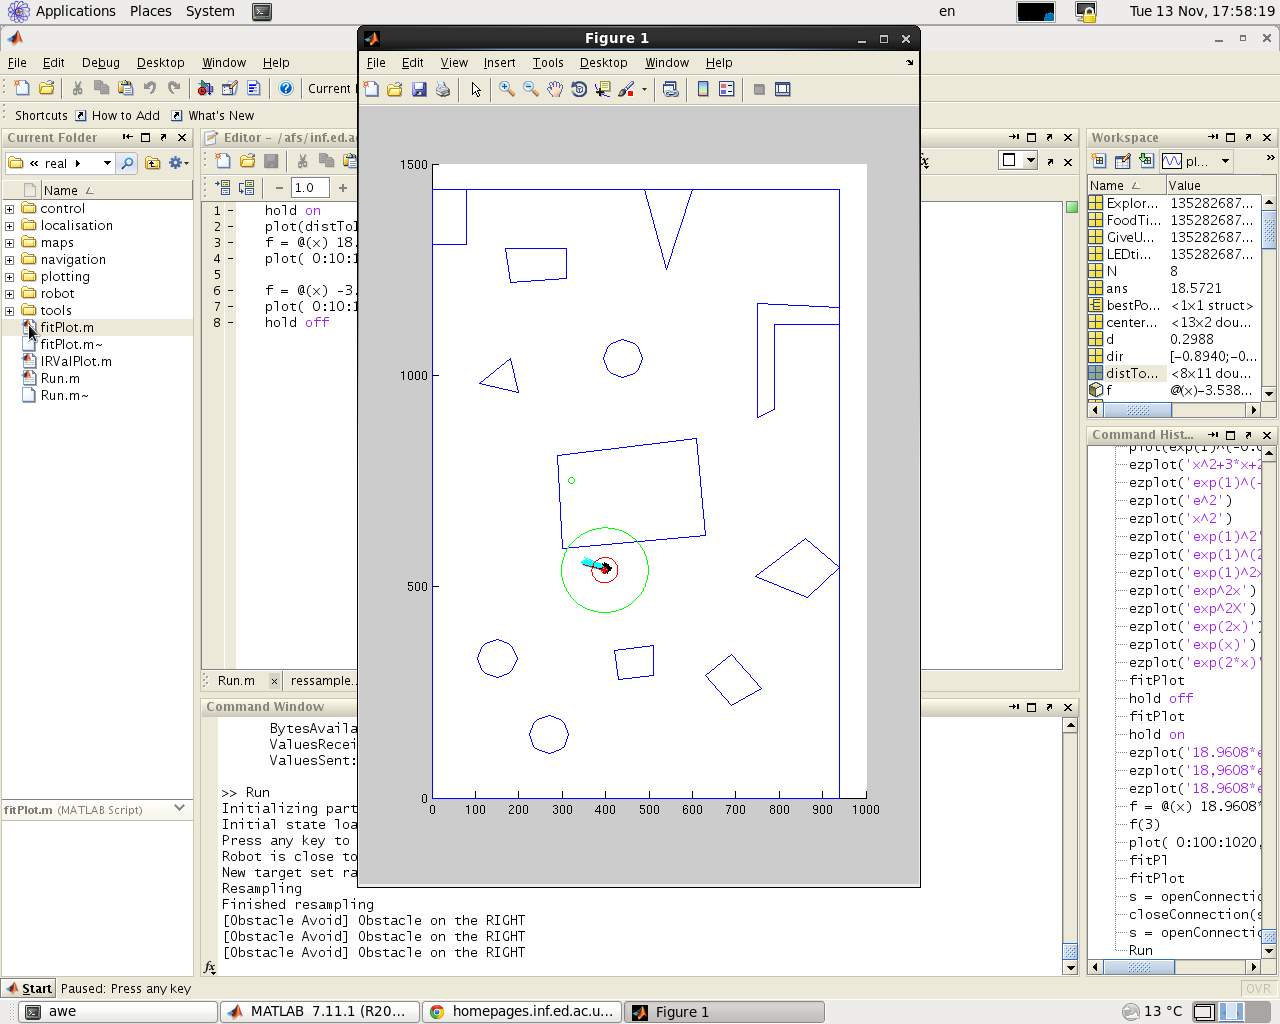 Applications Places System en Tue 13 Nov, 17:58:19
Figure 1
File Edit Debug Desktop Window Help
File Edit View Insert Tools Desktop Window Help
Current
Shortcuts How to Add What's New
Current Folder
« real
Name
control
localisation
maps
navigation
plotting
robot
tools
fitPlot.m
fitPlot.m~
IRValPlot.m
Run.m
Run.m~
fitPlot.m (MATLAB Script)
Editor - /afs/inf.ed.ac
1.0
1 - hold on
2 - plot(distToI
3 - f = @(x) 18.
4 - plot( 0:10:1
5
6 - f = @(x) -3.
7 - plot( 0:10:1
8 - hold off
Run.m × ressample.
Command Window
BytesAvaila
ValuesRecei
ValuesSent:
>> Run
Initializing part
Initial state loa
Press any key to
Robot is close to
New target set ra
Resampling
Finished resampling
[Obstacle Avoid] Obstacle on the RIGHT
[Obstacle Avoid] Obstacle on the RIGHT
[Obstacle Avoid] Obstacle on the RIGHT
fx
1500
1000
500
0
0 100 200 300 400 500 600 700 800 900 1000
Workspace
pl...
Name Value
Explor... 135282687...
FoodTi... 135282687...
GiveU... 135282687...
LEDti... 135282687...
N 8
ans 18.5721
bestPo... <1x1 struct>
center... <13x2 dou...
d 0.2988
dir [-0.8940;-0...
distTo... <8x11 dou...
f @(x)-3.538...
Command Hist...
plot(exp(1)^(-0.0
ezplot('x^2+3*x+2
ezplot('exp(1)^(-
ezplot('e^2')
ezplot('x^2')
ezplot('exp(1)^2'
ezplot('exp(1)^(2
ezplot('exp(1)^2x
ezplot('exp^2x')
ezplot('exp^2X')
ezplot('exp(2x)')
ezplot('exp(x)')
ezplot('exp(2*x)'
fitPlot
hold off
fitPlot
hold on
ezplot('18.9608*e
ezplot('18,9608*e
ezplot('18.9608*e
f = @(x) 18.9608*
f(3)
plot( 0:100:1020,
fitPl
fitPlot
s = openConnectio
closeConnection(s
s = openConnectio
Run
Start Paused: Press any key OVR
awe MATLAB 7.11.1 (R20... homepages.inf.ed.ac.u... Figure 1 13 °C